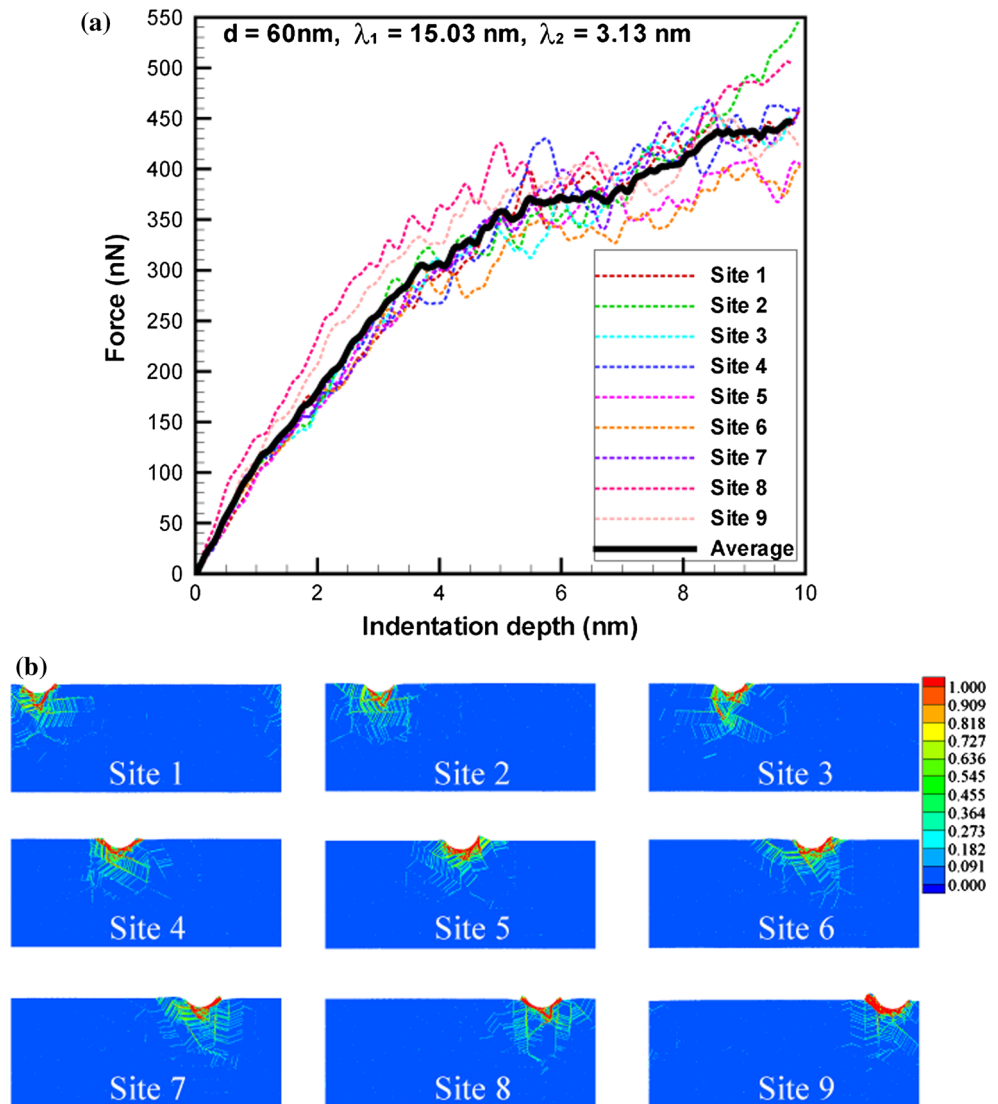 (a)
d = 60nm, λ₁ = 15.03 nm, λ₂ = 3.13 nm
550
500
450
400
350
300
250
200
150
100
50
0
Force (nN)
0 2 4 6 8 10
Indentation depth (nm)
Site 1
Site 2
Site 3
Site 4
Site 5
Site 6
Site 7
Site 8
Site 9
Average
(b)
Site 1 Site 2 Site 3
Site 4 Site 5 Site 6
Site 7 Site 8 Site 9
1.000
0.909
0.818
0.727
0.636
0.545
0.455
0.364
0.273
0.182
0.091
0.000